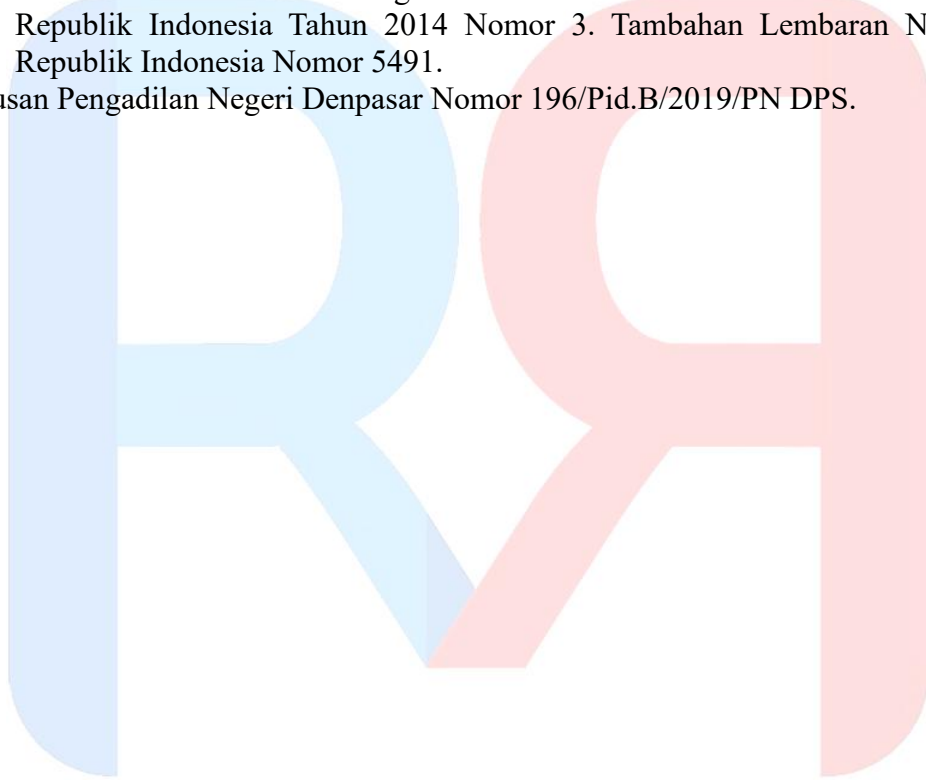 Republik Indonesia Tahun 2014 Nomor 3. Tambahan Lembaran
Republik Indonesia Nomor 5491.
Pengadilan Negeri Denpasar Nomor 196/Pid.B/2019/PN DPS.